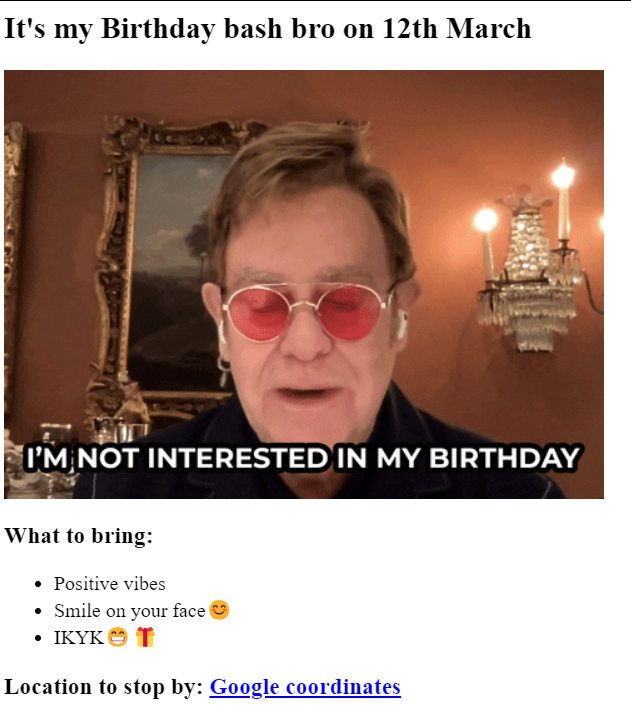 It's my Birthday bash bro on 12th March
I'M NOT INTERESTED IN MY BIRTHDAY
What to bring:
Positive vibes
Smile on your face😊
IKYK😁 🎁
Location to stop by: Google coordinates